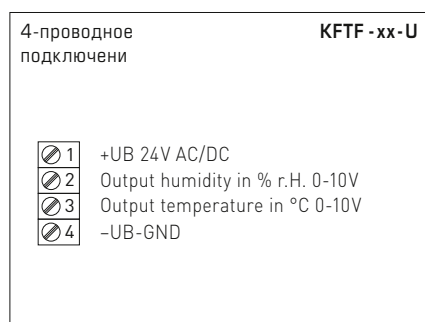 4-проводное
подключени
KFTF - xx - U
1 +UB 24V AC/DC
2 Output humidity in % r.H. 0-10V
3 Output temperature in °C 0-10V
4 –UB-GND